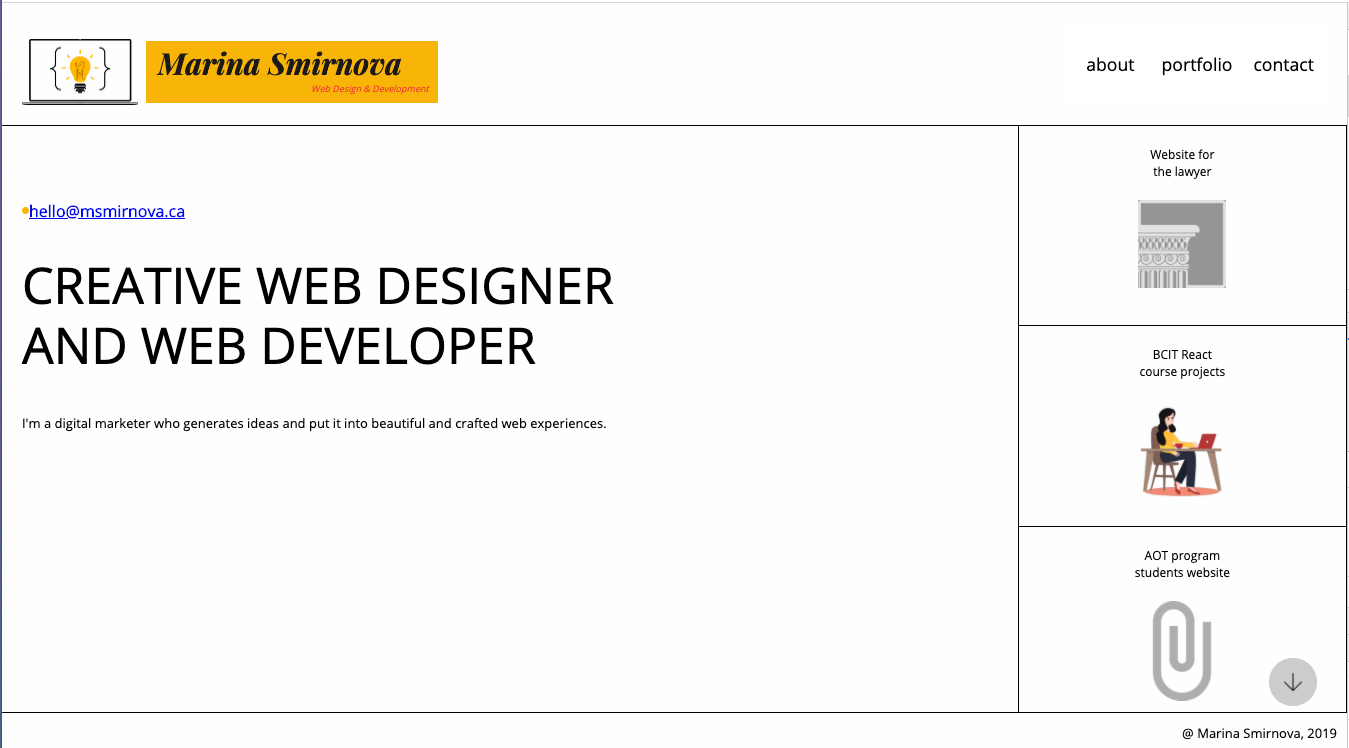 Marina Smirnova
Web Design & Development
about portfolio contact
hello@msmirnova.ca
CREATIVE WEB DESIGNER
AND WEB DEVELOPER
I'm a digital marketer who generates ideas and put it into beautiful and crafted web experiences.
Website for
the lawyer
BCIT React
course projects
AOT program
students website
@ Marina Smirnova, 2019